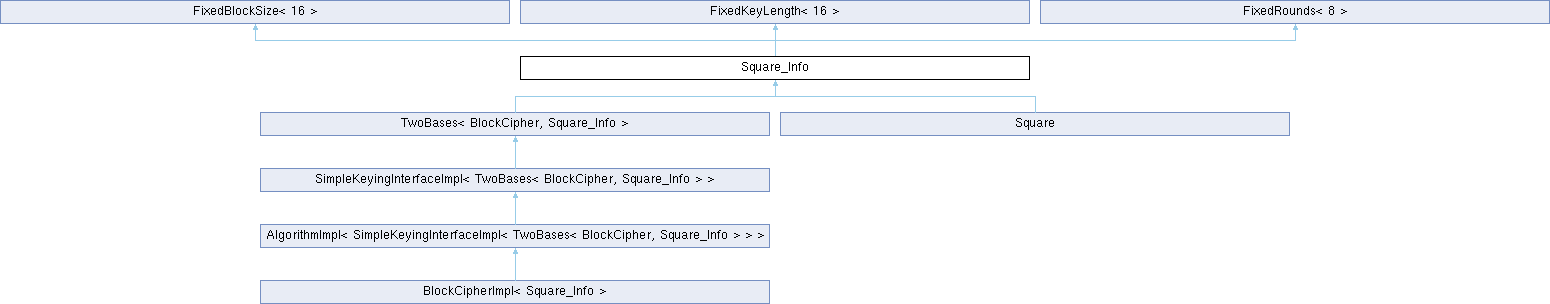 FixedBlockSize< 16 >
FixedKeyLength< 16 >
FixedRounds< 8 >
Square_Info
TwoBases< BlockCipher, Square_Info >
Square
SimpleKeyingInterfaceImpl< TwoBases< BlockCipher, Square_Info > >
AlgorithmImpl< SimpleKeyingInterfaceImpl< TwoBases< BlockCipher, Square_Info > > >
BlockCipherImpl< Square_Info >